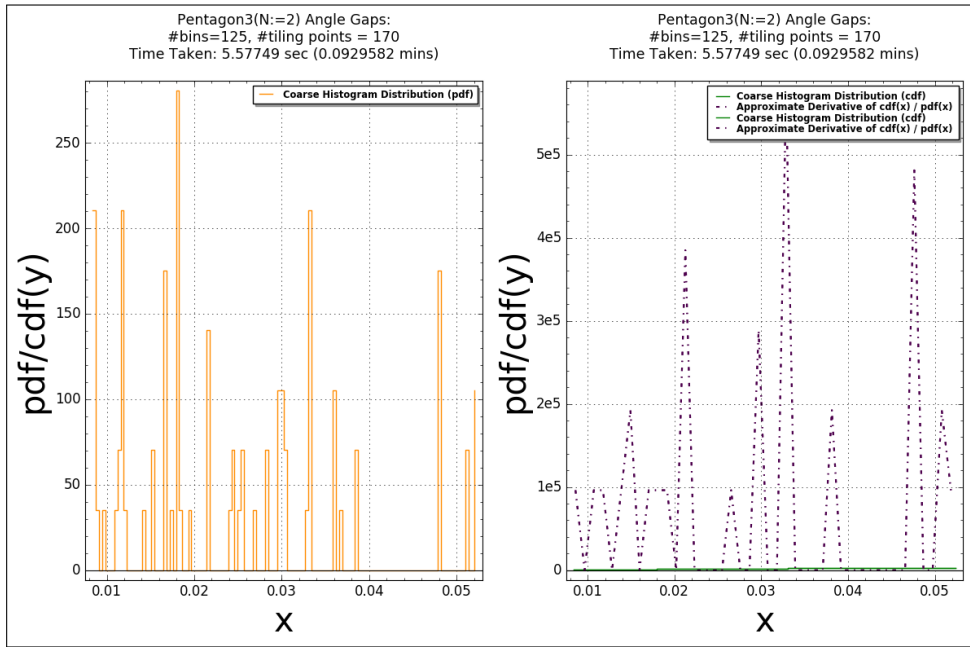 Pentagon3(N:=2) Angle Gaps:
#bins=125, #tiling points = 170
Time Taken: 5.57749 sec (0.0929582 mins)
Coarse Histogram Distribution (pdf)
250
200
150
100
50
0
0.01 0.02 0.03 0.04 0.05
pdf/cdf(y)
x
Pentagon3(N:=2) Angle Gaps:
#bins=125, #tiling points = 170
Time Taken: 5.57749 sec (0.0929582 mins)
Coarse Histogram Distribution (cdf)
Approximate Derivative of cdf(x) / pdf(x)
Coarse Histogram Distribution (cdf)
Approximate Derivative of cdf(x) / pdf(x)
5e5
4e5
3e5
2e5
1e5
0
0.01 0.02 0.03 0.04 0.05
pdf/cdf(y)
x